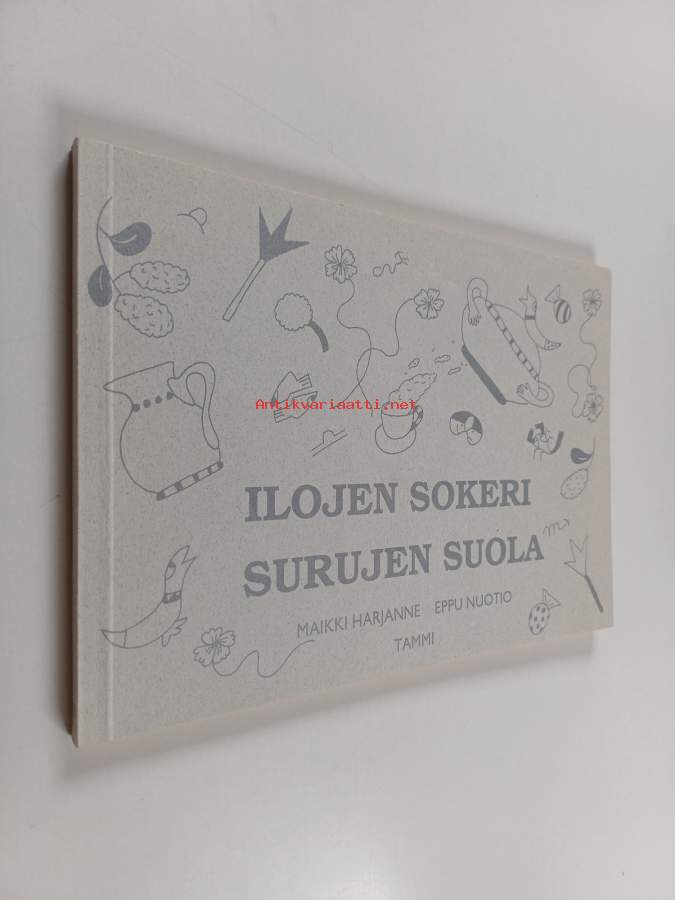 Antikvariaatti.net
ILOJEN SOKERI
SURUJEN SUOLA
MAIKKI HARJANNE EPPU NUOTIO
TAMMI